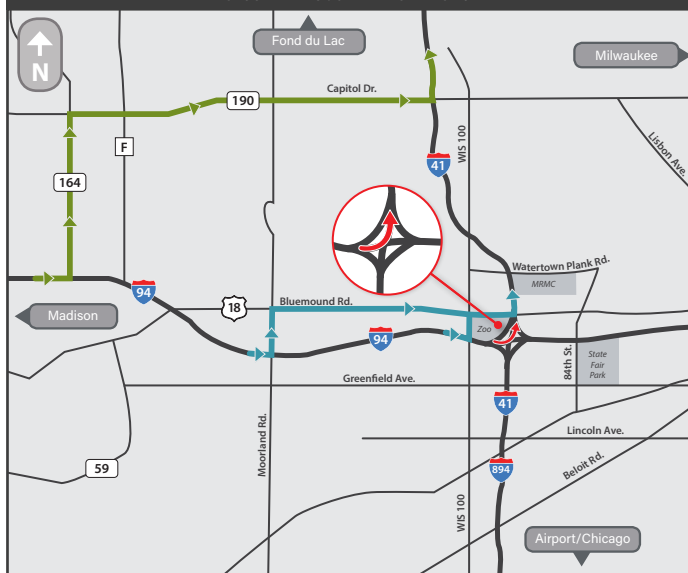 Fond du Lac
Milwaukee
N
Capitol Dr.
190
WIS 100
Lisbon Ave.
F
41
164
Watertown Plank Rd.
MRMC
94
18
Bluemound Rd.
Madison
Zoo
94
84th St.
State
Fair
Park
Greenfield Ave.
41
Moorland Rd.
Lincoln Ave.
59
894
Beloit Rd.
WIS 100
Airport/Chicago